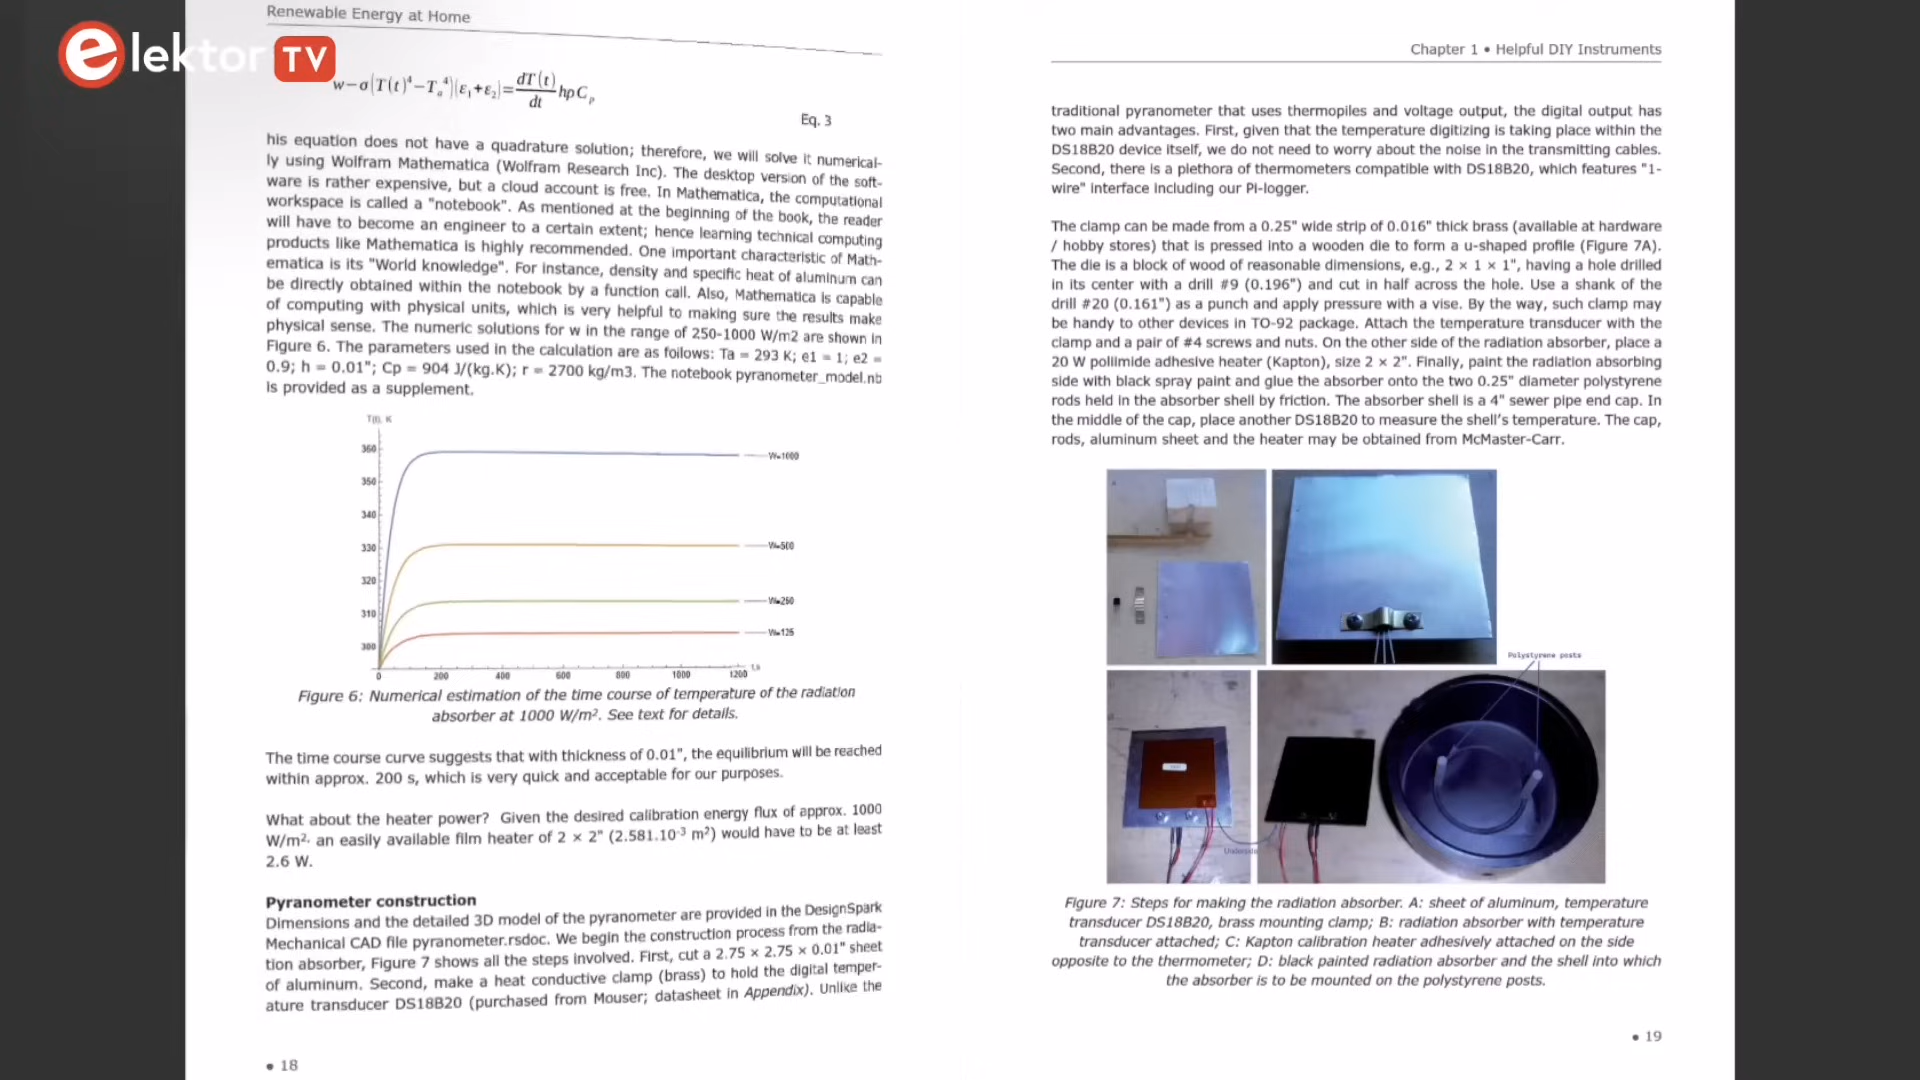 elektor TV
Renewable Energy at Home
w−σ(T(t)⁴−Tₐ⁴)(ε₁+ε₂)=dT(t)/dt hρCₚ
Eq. 3
his equation does not have a quadrature solution; therefore, we will solve it numerical-
ly using Wolfram Mathematica (Wolfram Research Inc). The desktop version of the soft-
ware is rather expensive, but a cloud account is free. In Mathematica, the computational
workspace is called a "notebook". As mentioned at the beginning of the book, the reader
will have to become an engineer to a certain extent; hence learning technical computing
products like Mathematica is highly recommended. One important characteristic of Math-
ematica is its "World knowledge". For instance, density and specific heat of aluminum can
be directly obtained within the notebook by a function call. Also, Mathematica is capable
of computing with physical units, which is very helpful to making sure the results make
physical sense. The numeric solutions for w in the range of 250-1000 W/m2 are shown in
Figure 6. The parameters used in the calculation are as follows: Ta = 293 K; e1 = 1; e2 =
0.9; h = 0.01"; Cp = 904 J/(kg.K); r = 2700 kg/m3. The notebook pyranometer_model.nb
is provided as a supplement.
T(t), K
360
350
340
330
320
310
300
0
200
400
600
800
1000
1200
t,s
W=1000
W=500
W=250
W=125
Figure 6: Numerical estimation of the time course of temperature of the radiation
absorber at 1000 W/m². See text for details.
The time course curve suggests that with thickness of 0.01", the equilibrium will be reached
within approx. 200 s, which is very quick and acceptable for our purposes.
What about the heater power? Given the desired calibration energy flux of approx. 1000
W/m², an easily available film heater of 2 × 2" (2.581.10⁻³ m²) would have to be at least
2.6 W.
Pyranometer construction
Dimensions and the detailed 3D model of the pyranometer are provided in the DesignSpark
Mechanical CAD file pyranometer.rsdoc. We begin the construction process from the radia-
tion absorber, Figure 7 shows all the steps involved. First, cut a 2.75 × 2.75 × 0.01" sheet
of aluminum. Second, make a heat conductive clamp (brass) to hold the digital temper-
ature transducer DS18B20 (purchased from Mouser; datasheet in Appendix). Unlike the
• 18
Chapter 1 • Helpful DIY Instruments
traditional pyranometer that uses thermopiles and voltage output, the digital output has
two main advantages. First, given that the temperature digitizing is taking place within the
DS18B20 device itself, we do not need to worry about the noise in the transmitting cables.
Second, there is a plethora of thermometers compatible with DS18B20, which features "1-
wire" interface including our Pi-logger.
The clamp can be made from a 0.25" wide strip of 0.016" thick brass (available at hardware
/ hobby stores) that is pressed into a wooden die to form a u-shaped profile (Figure 7A).
The die is a block of wood of reasonable dimensions, e.g., 2 × 1 × 1", having a hole drilled
in its center with a drill #9 (0.196") and cut in half across the hole. Use a shank of the
drill #20 (0.161") as a punch and apply pressure with a vise. By the way, such clamp may
be handy to other devices in TO-92 package. Attach the temperature transducer with the
clamp and a pair of #4 screws and nuts. On the other side of the radiation absorber, place a
20 W poliimide adhesive heater (Kapton), size 2 × 2". Finally, paint the radiation absorbing
side with black spray paint and glue the absorber onto the two 0.25" diameter polystyrene
rods held in the absorber shell by friction. The absorber shell is a 4" sewer pipe end cap. In
the middle of the cap, place another DS18B20 to measure the shell's temperature. The cap,
rods, aluminum sheet and the heater may be obtained from McMaster-Carr.
A
Polystyrene posts
Underside
Figure 7: Steps for making the radiation absorber. A: sheet of aluminum, temperature
transducer DS18B20, brass mounting clamp; B: radiation absorber with temperature
transducer attached; C: Kapton calibration heater adhesively attached on the side
opposite to the thermometer; D: black painted radiation absorber and the shell into which
the absorber is to be mounted on the polystyrene posts.
• 19